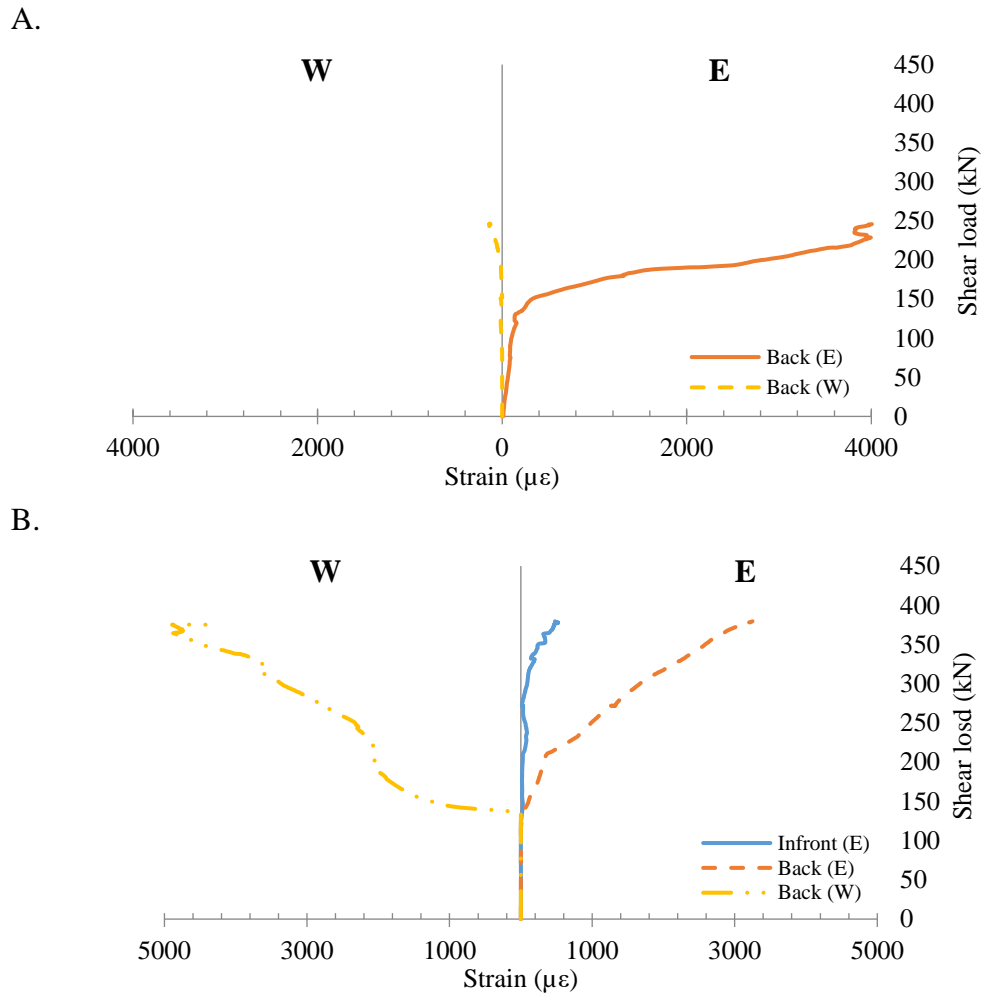 A.
W
E
450
400
350
300
250
200
150
100
50
0
Shear load (kN)
Back (E)
Back (W)
4000
2000
0
2000
4000
Strain (µε)
B.
W
E
450
400
350
300
250
200
150
100
50
0
Shear losd (kN)
Infront (E)
Back (E)
Back (W)
5000
3000
1000
1000
3000
5000
Strain (µε)